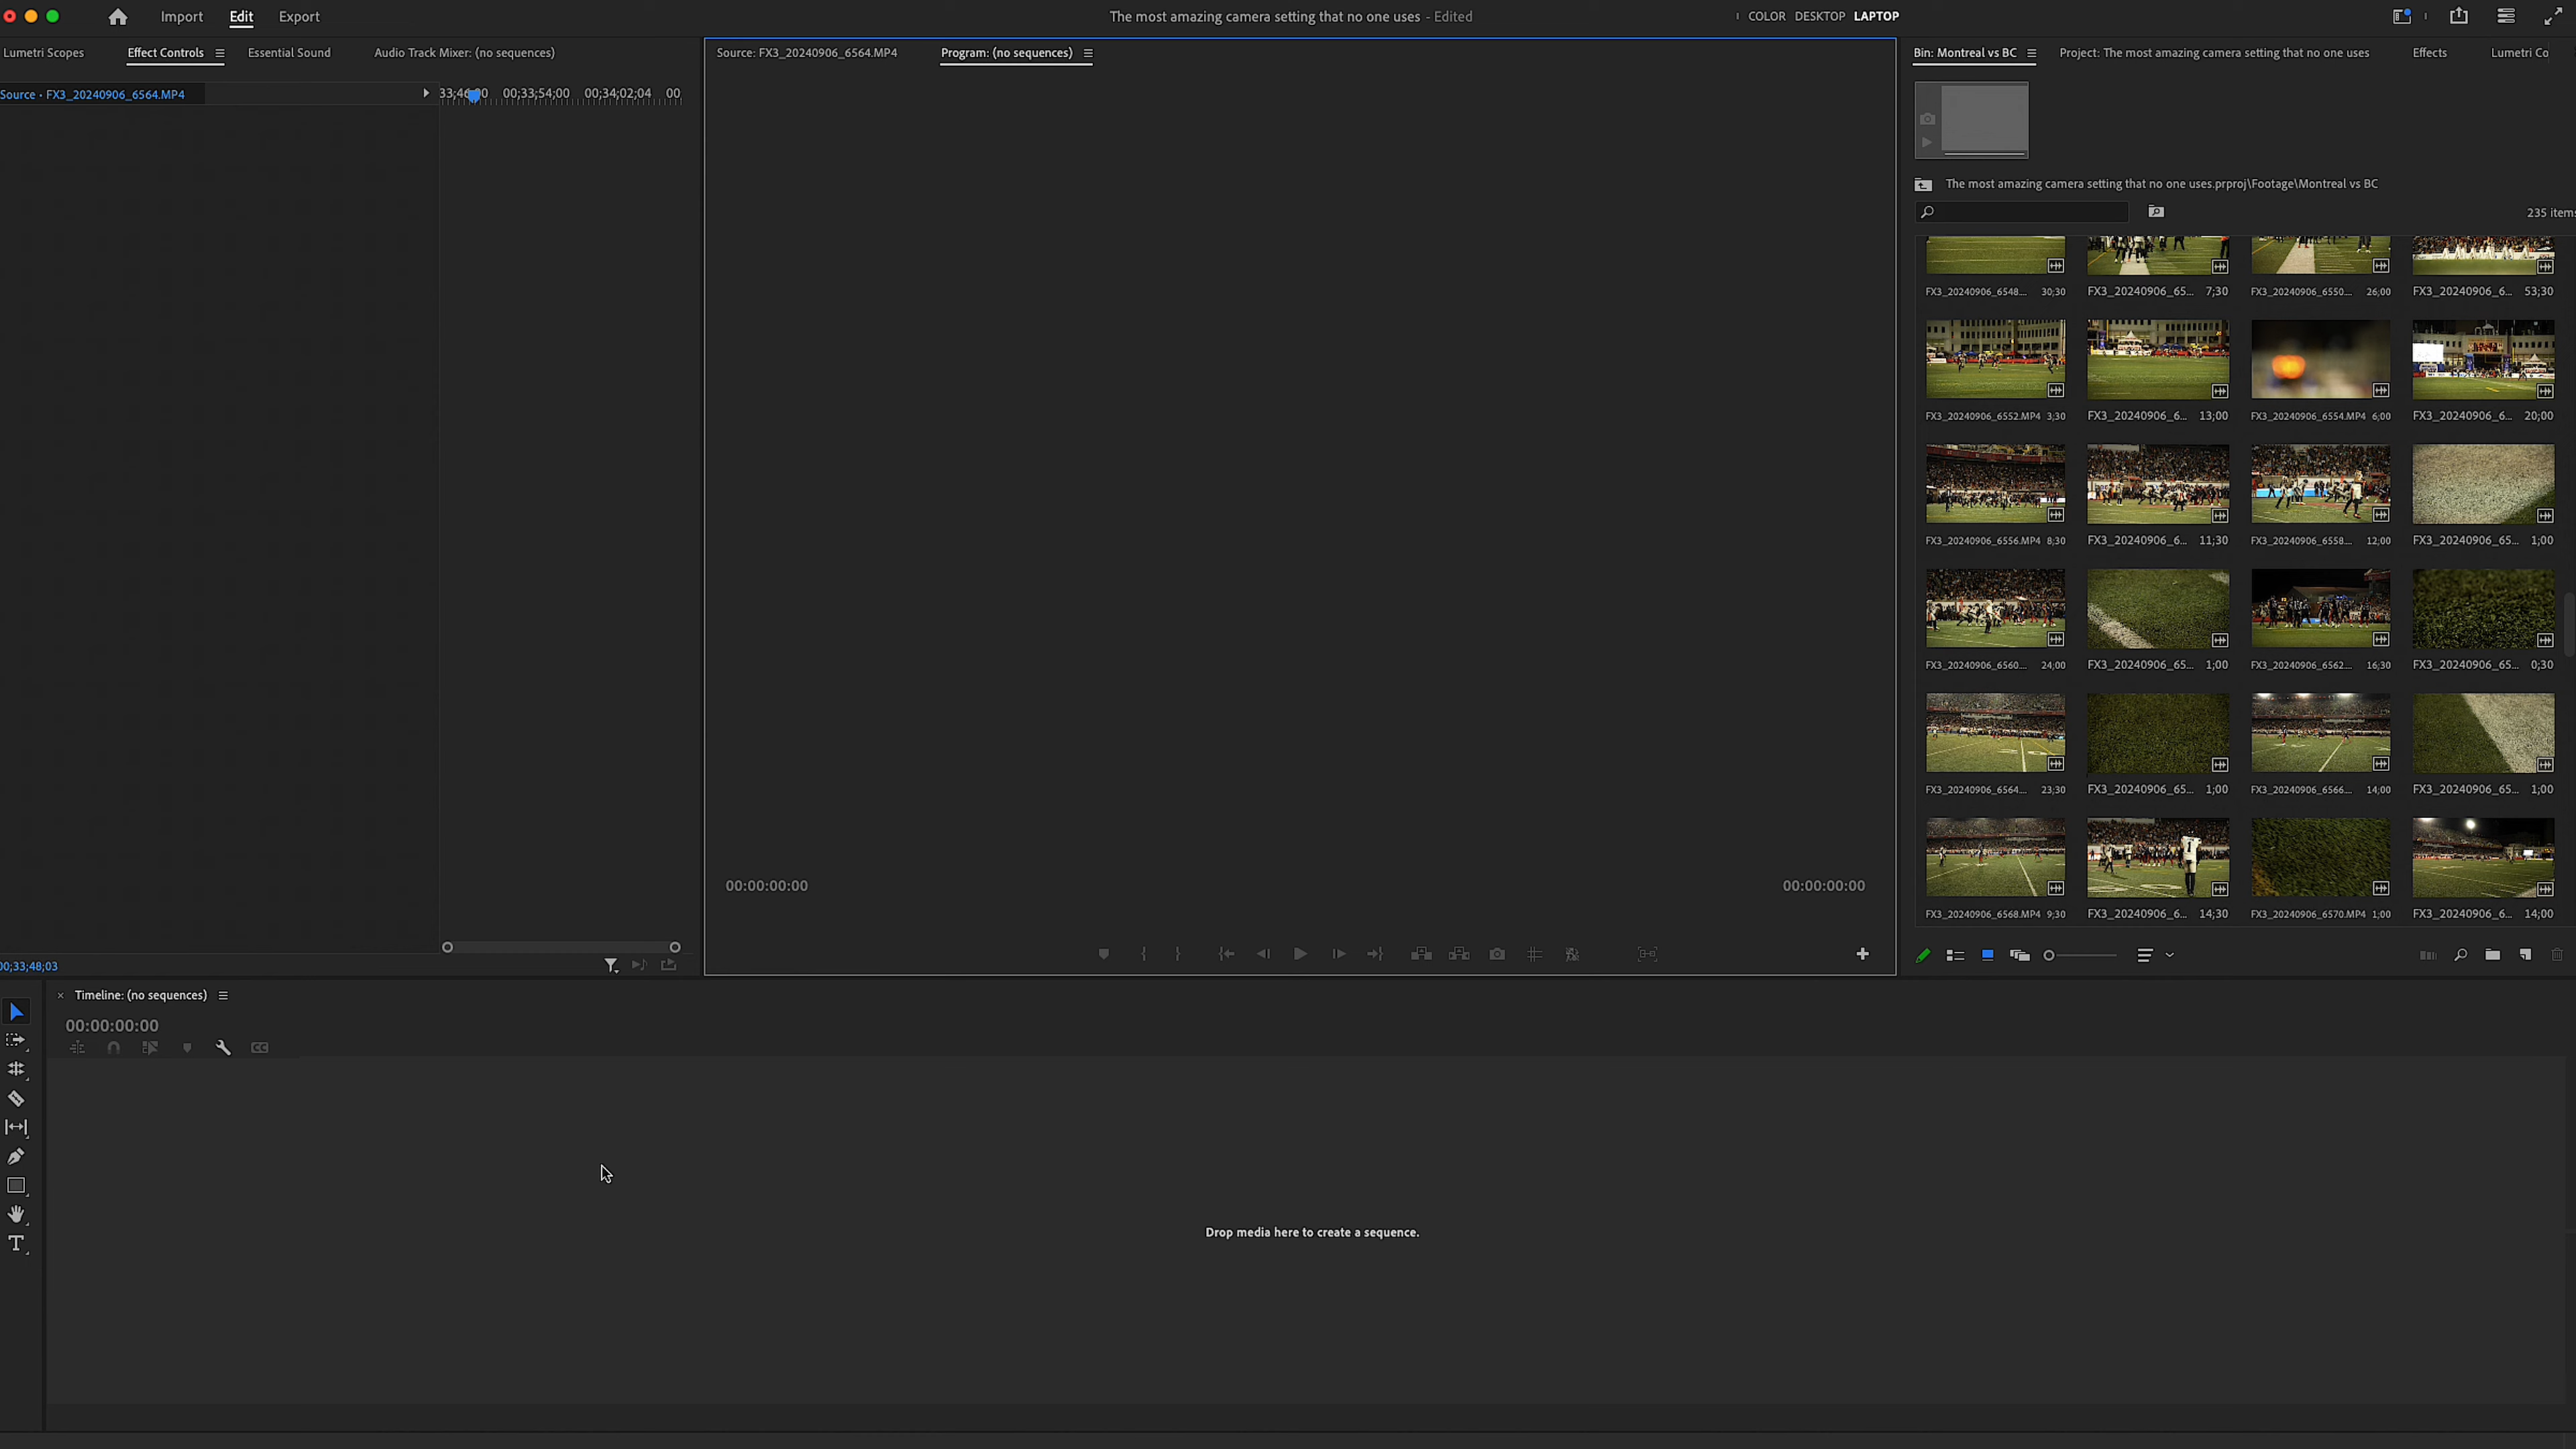 Import Edit Export
The most amazing camera setting that no one uses - Edited
COLOR DESKTOP LAPTOP
Lumetri Scopes Effect Controls Essential Sound Audio Track Mixer: (no sequences)
Source: FX3_20240906_6564.MP4 Program: (no sequences)
Bin: Montreal vs BC Project: The most amazing camera setting that no one uses Effects Lumetri Co
Source · FX3_20240906_6564.MP4
00;33;54;00 00;34;02;04 00
The most amazing camera setting that no one uses.prproj\Footage\Montreal vs BC
235 items
FX3_20240906_6548... 30;30 FX3_20240906_65... 7;30 FX3_20240906_6550... 26;00 FX3_20240906_6... 53;30
FX3_20240906_6552.MP4 3;30 FX3_20240906_6... 13;00 FX3_20240906_6554.MP4 6;00 FX3_20240906_6... 20;00
FX3_20240906_6556.MP4 8;30 FX3_20240906_6... 11;30 FX3_20240906_6558... 12;00 FX3_20240906_65... 1;00
FX3_20240906_6560... 24;00 FX3_20240906_65... 1;00 FX3_20240906_6562... 16;30 FX3_20240906_65... 0;30
FX3_20240906_6564... 23;30 FX3_20240906_65... 1;00 FX3_20240906_6566... 14;00 FX3_20240906_65... 1;00
FX3_20240906_6568.MP4 9;30 FX3_20240906_6... 14;30 FX3_20240906_6570.MP4 1;00 FX3_20240906_6... 14;00
00:00:00:00 00:00:00:00
00;33;48;03
Timeline: (no sequences)
00:00:00:00
CC
Drop media here to create a sequence.